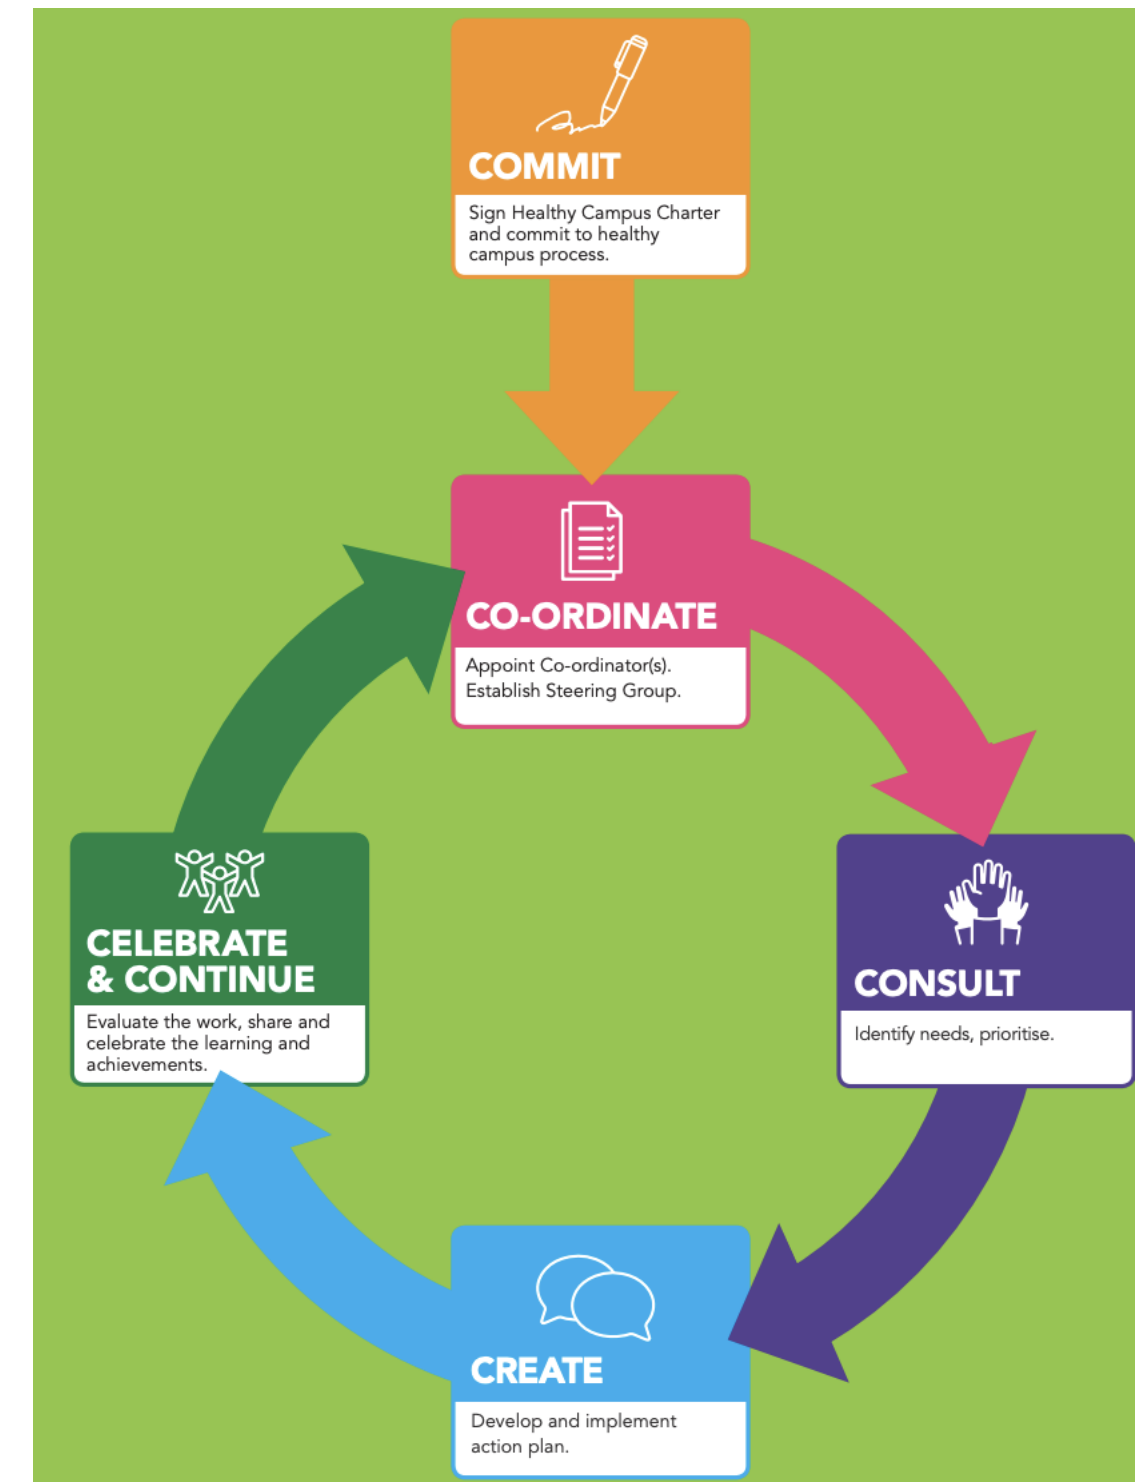 COMMIT
Sign Healthy Campus Charter
and commit to healthy
campus process.
CO-ORDINATE
Appoint Co-ordinator(s).
Establish Steering Group.
CONSULT
Identify needs, prioritise.
CREATE
Develop and implement
action plan.
CELEBRATE
& CONTINUE
Evaluate the work, share and
celebrate the learning and
achievements.